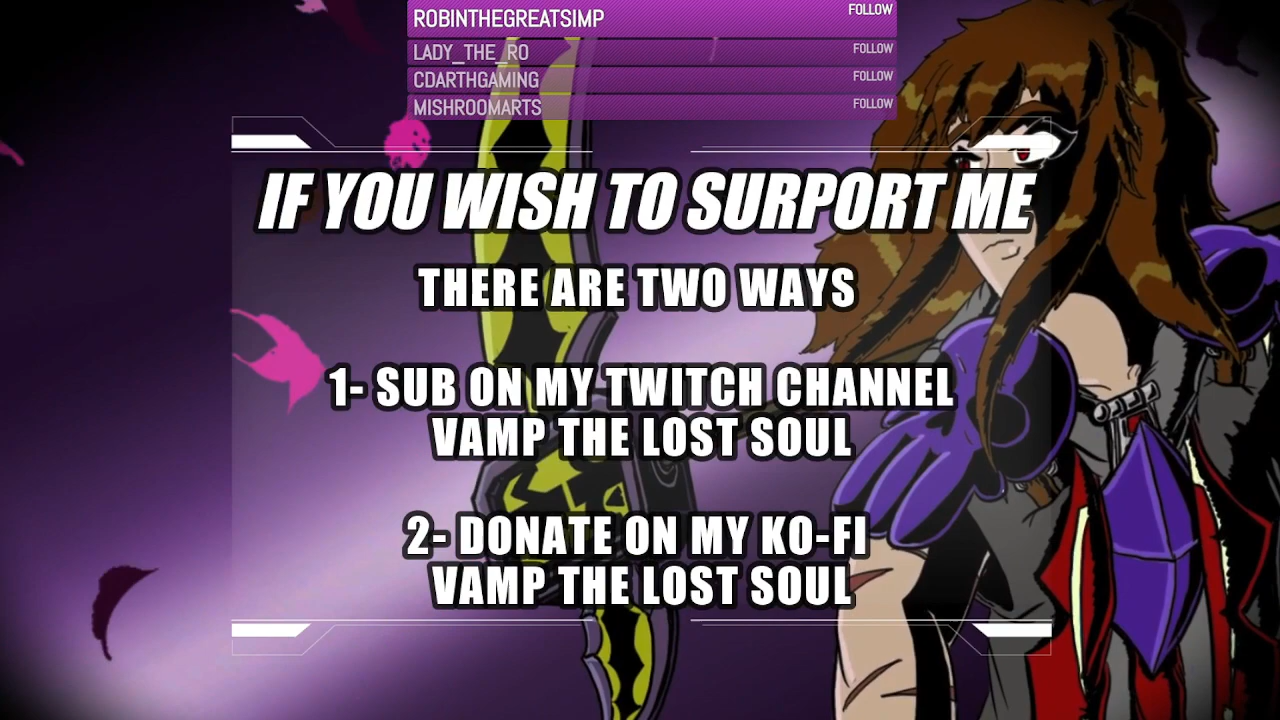 ROBINTHEGREATSIMP FOLLOW
LADY_THE_RO FOLLOW
CDARTHGAMING FOLLOW
MISHROOMARTS FOLLOW
IF YOU WISH TO SURPORT ME
THERE ARE TWO WAYS
1- SUB ON MY TWITCH CHANNEL
VAMP THE LOST SOUL
2- DONATE ON MY KO-FI
VAMP THE LOST SOUL